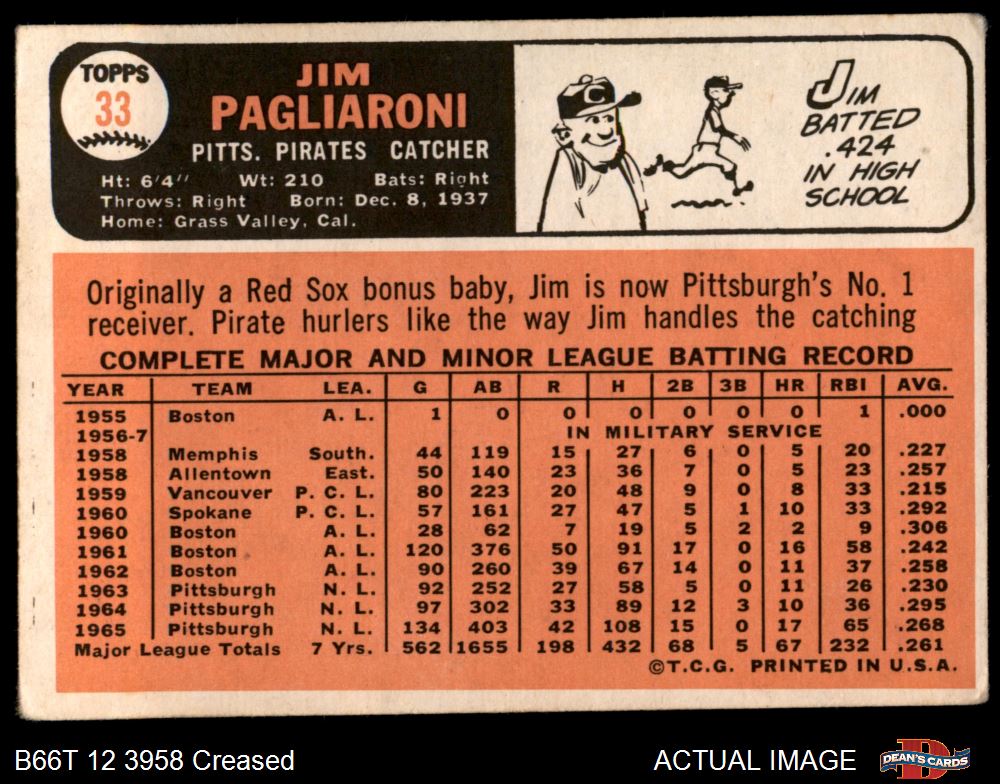 TOPPS
33
JIM
PAGLIARONI
PITTS. PIRATES CATCHER
Ht: 6'4" Wt: 210 Bats: Right
Throws: Right Born: Dec. 8, 1937
Home: Grass Valley, Cal.
C
JIM
BATTED
.424
IN HIGH
SCHOOL
Originally a Red Sox bonus baby, Jim is now Pittsburgh's No. 1
receiver. Pirate hurlers like the way Jim handles the catching
COMPLETE MAJOR AND MINOR LEAGUE BATTING RECORD
YEAR TEAM LEA. G AB R H 2B 3B HR RBI AVG.
1955 Boston A. L. 1 0 0 0 0 0 0 1 .000
1956-7 IN MILITARY SERVICE
1958 Memphis South. 44 119 15 27 6 0 5 20 .227
1958 Allentown East. 50 140 23 36 7 0 5 23 .257
1959 Vancouver P. C. L. 80 223 20 48 9 0 8 33 .215
1960 Spokane P. C. L. 57 161 27 47 5 1 10 33 .292
1960 Boston A. L. 28 62 7 19 5 2 2 9 .306
1961 Boston A. L. 120 376 50 91 17 0 16 58 .242
1962 Boston A. L. 90 260 39 67 14 0 11 37 .258
1963 Pittsburgh N. L. 92 252 27 58 5 0 11 26 .230
1964 Pittsburgh N. L. 97 302 33 89 12 3 10 36 .295
1965 Pittsburgh N. L. 134 403 42 108 15 0 17 65 .268
Major League Totals 7 Yrs. 562 1655 198 432 68 5 67 232 .261
©T.C.G. PRINTED IN U.S.A.
B66T 12 3958 Creased
ACTUAL IMAGE
D
DEAN'S CARDS